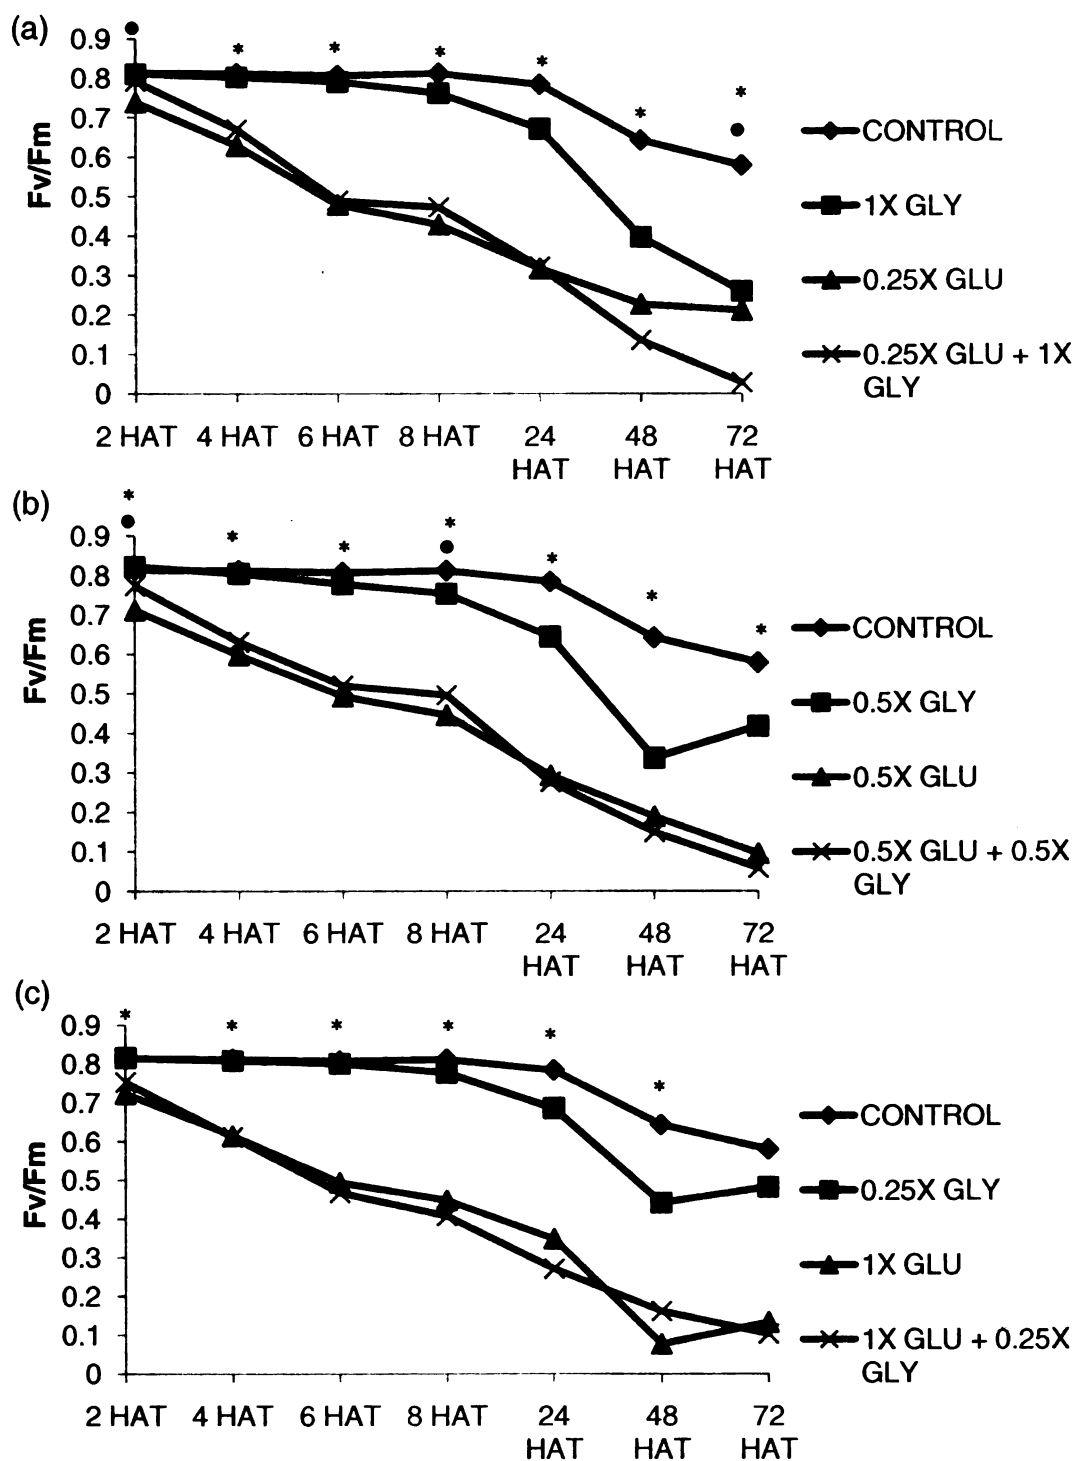 (a)
0.9
0.8
0.7
0.6
0.5
0.4
0.3
0.2
0.1
0
Fv/Fm
2 HAT 4 HAT 6 HAT 8 HAT 24 48 72
HAT HAT HAT
CONTROL
1X GLY
0.25X GLU
0.25X GLU + 1X
GLY
(b)
0.9
0.8
0.7
0.6
0.5
0.4
0.3
0.2
0.1
0
Fv/Fm
2 HAT 4 HAT 6 HAT 8 HAT 24 48 72
HAT HAT HAT
CONTROL
0.5X GLY
0.5X GLU
0.5X GLU + 0.5X
GLY
(c)
0.9
0.8
0.7
0.6
0.5
0.4
0.3
0.2
0.1
0
Fv/Fm
2 HAT 4 HAT 6 HAT 8 HAT 24 48 72
HAT HAT HAT
CONTROL
0.25X GLY
1X GLU
1X GLU + 0.25X
GLY